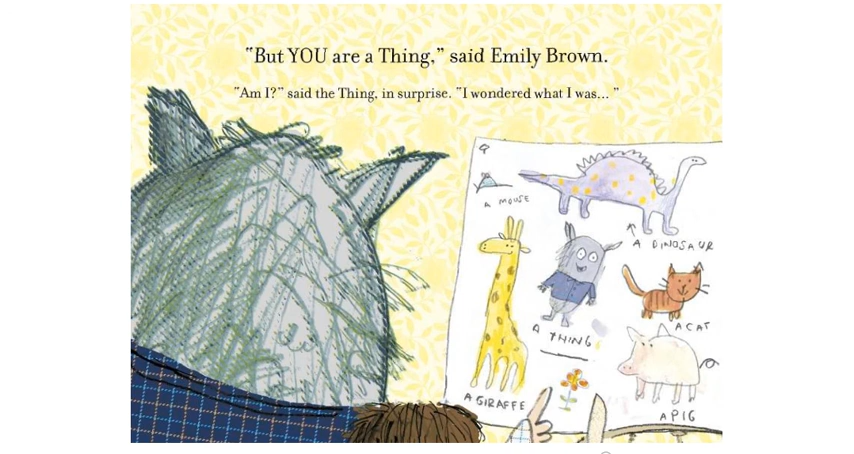 "But YOU are a Thing," said Emily Brown.
"Am I?" said the Thing, in surprise. "I wondered what I was... "
A MOUSE
A DINOSAUR
A THING
A CAT
A GIRAFFE
A PIG